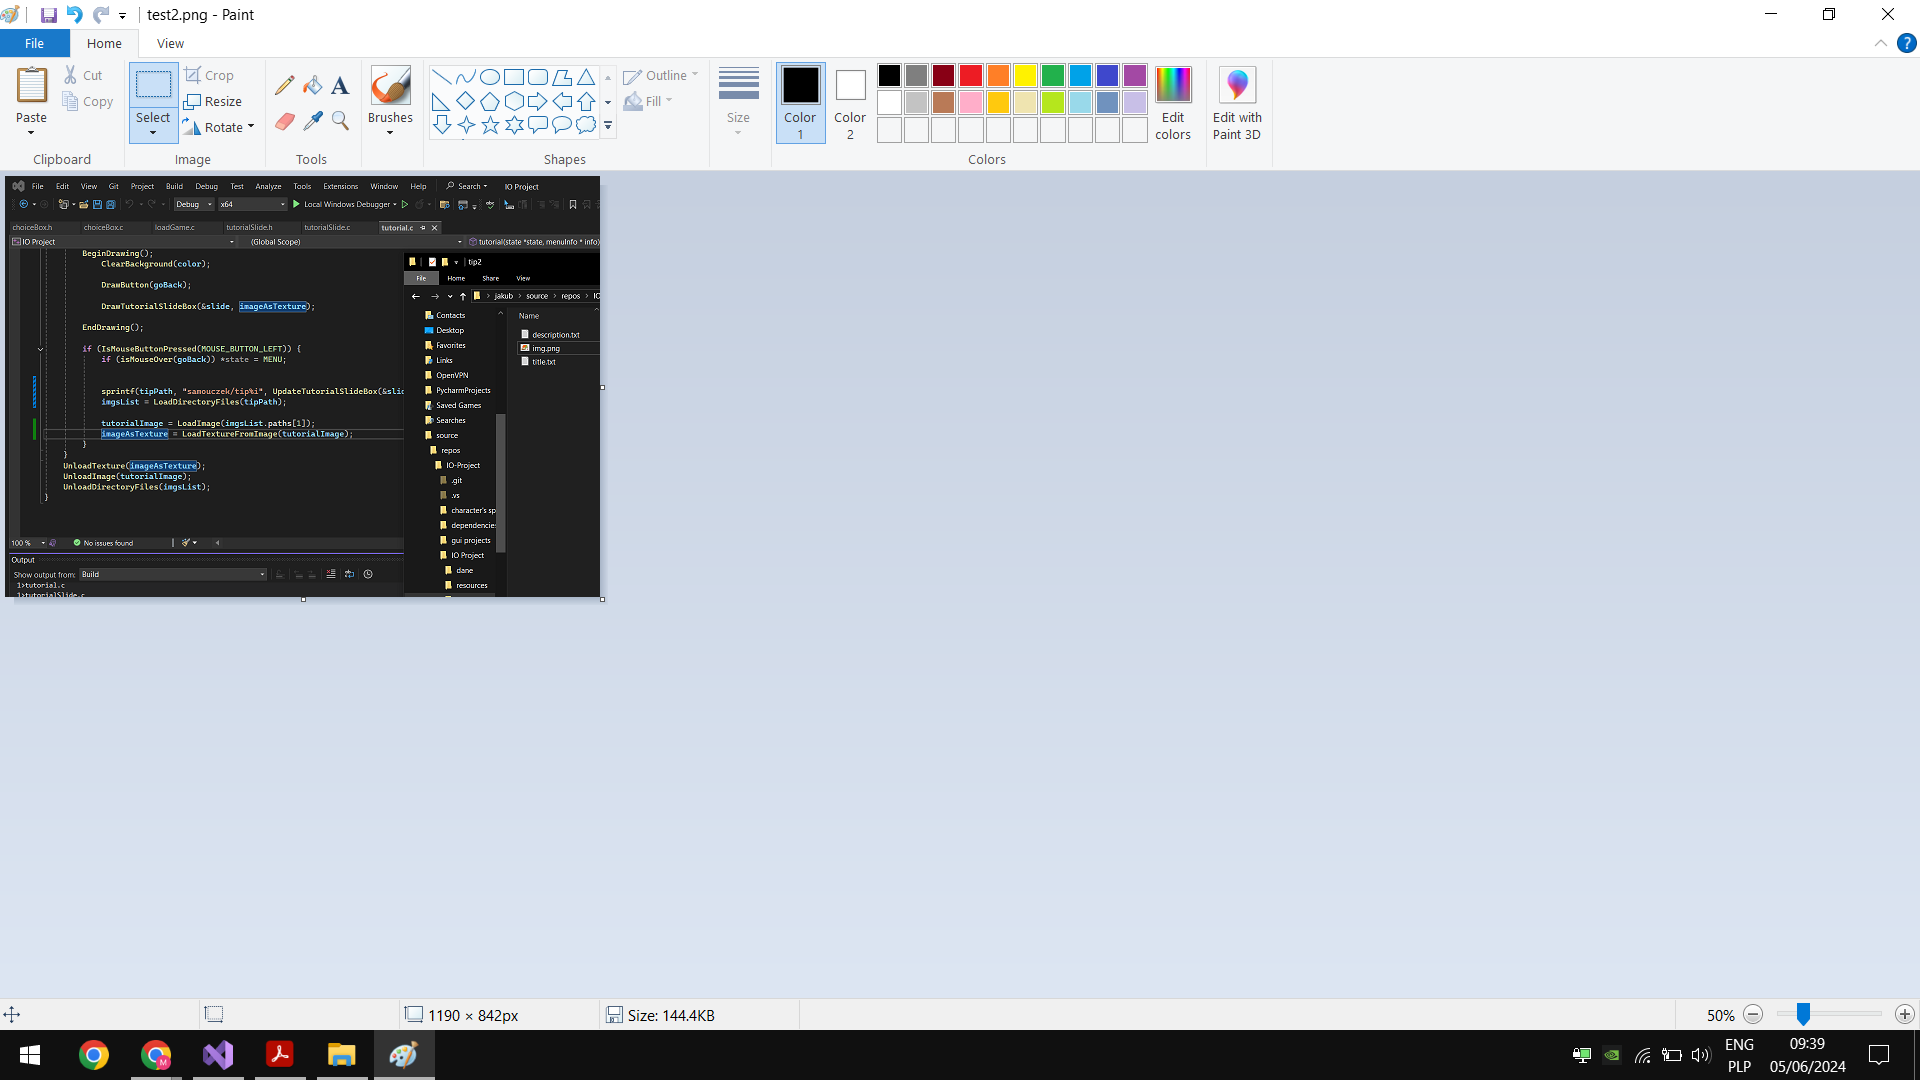 test2.png - Paint
File Home View
Paste
Cut
Copy
Clipboard
Select
Crop
Resize
Rotate
Image
Tools
Brushes
Shapes
Outline
Fill
Size
Color 1
Color 2
Edit colors
Colors
Edit with Paint 3D
File Edit View Git Project Build Debug Test Analyze Tools Extensions Window Help Search IO Project
Debug x64 Local Windows Debugger
choiceBox.h choiceBox.c loadGame.c tutorialSlide.h tutorialSlide.c tutorial.c
IO Project (Global Scope) tutorial(state *state, menuInfo * info)
BeginDrawing();
ClearBackground(color);
DrawButton(goBack);
DrawTutorialSlideBox(&slide, imageAsTexture);
EndDrawing();
if (IsMouseButtonPressed(MOUSE_BUTTON_LEFT)) {
if (isMouseOver(goBack)) *state = MENU;
sprintf(tipPath, "samouczek/tip%i", UpdateTutorialSlideBox(&slid
imgsList = LoadDirectoryFiles(tipPath);
tutorialImage = LoadImage(imgsList.paths[1]);
imageAsTexture = LoadTextureFromImage(tutorialImage);
}
}
UnloadTexture(imageAsTexture);
UnloadImage(tutorialImage);
UnloadDirectoryFiles(imgsList);
}
100 % No issues found
Output
Show output from: Build
1>tutorial.c
1>tutorialSlide.c
tip2
File Home Share View
jakub source repos IO
Contacts
Desktop
Favorites
Links
OpenVPN
PycharmProjects
Saved Games
Searches
source
repos
IO-Project
.git
.vs
character's sp
dependencies
gui projects
IO Project
dane
resources
Name
description.txt
img.png
title.txt
1190 × 842px
Size: 144.4KB
50%
ENG
PLP
09:39
05/06/2024